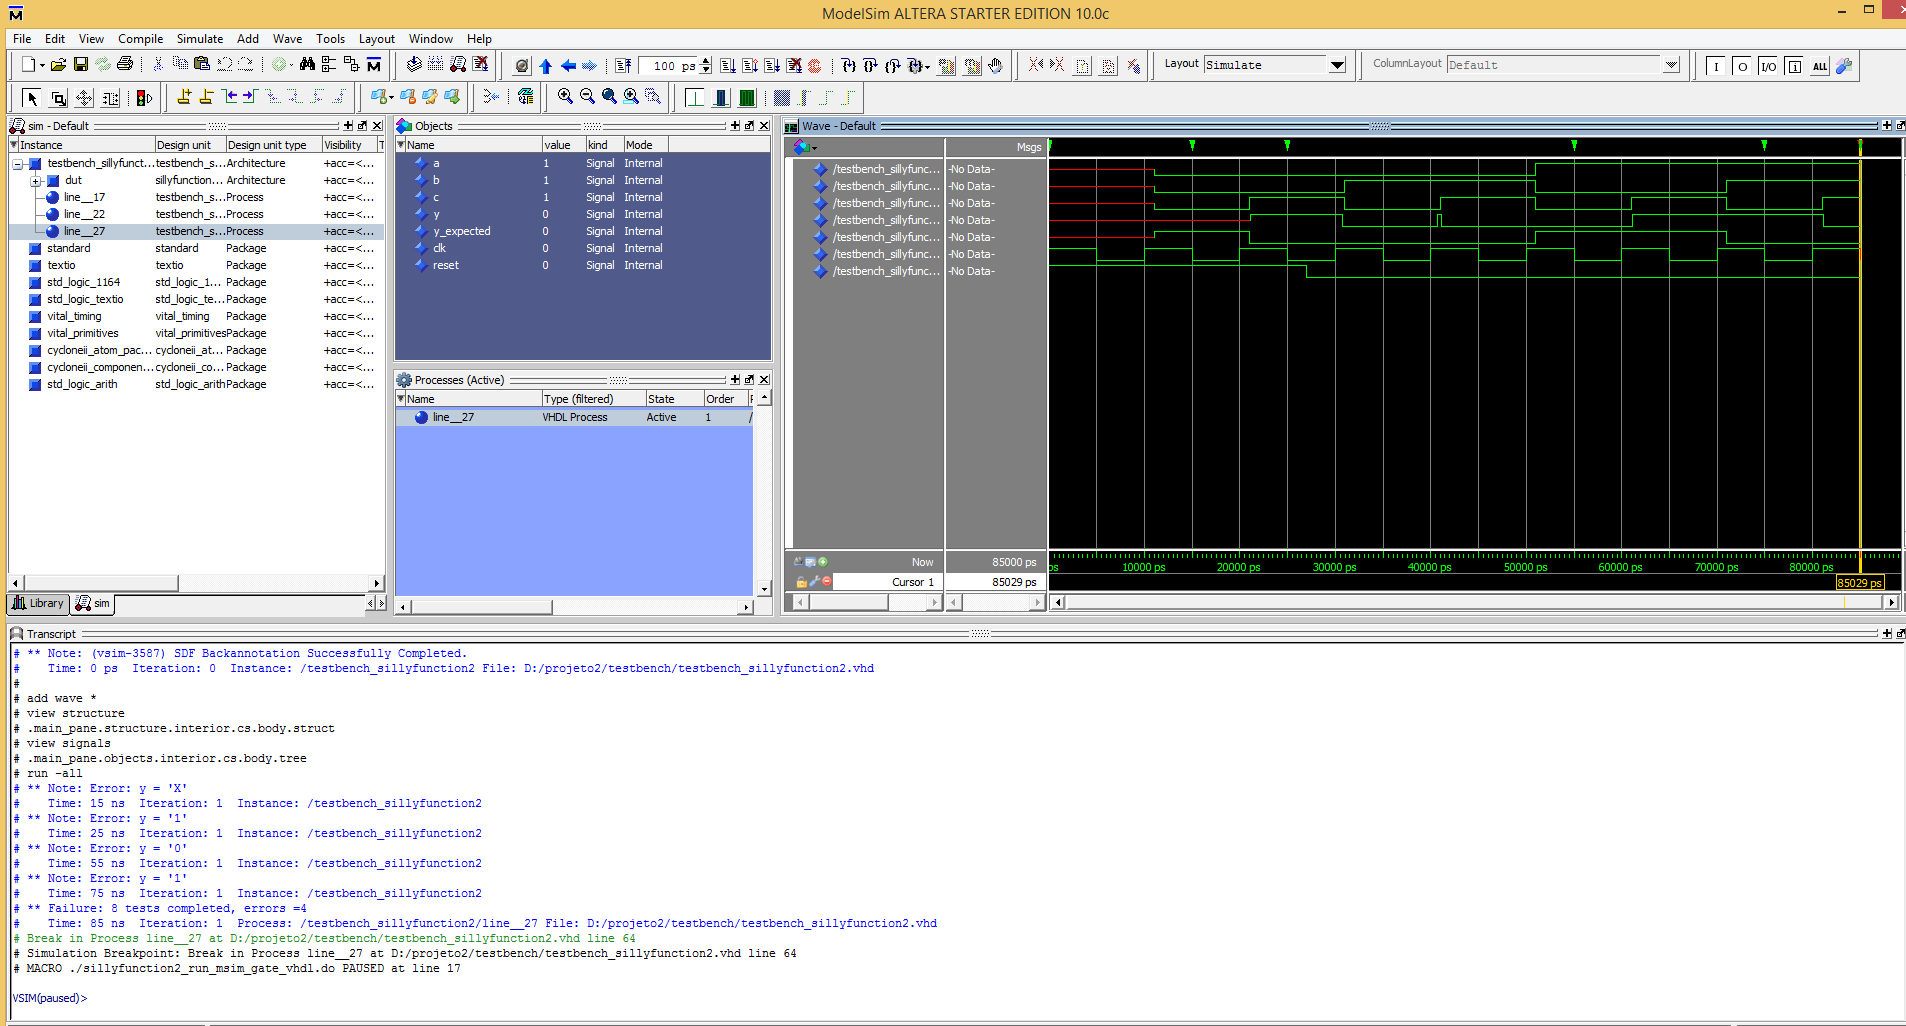 ModelSim ALTERA STARTER EDITION 10.0c
File Edit View Compile Simulate Add Wave Tools Layout Window Help
100 ps
Layout Simulate
ColumnLayout Default
ALL
sim - Default
Instance Design unit Design unit type Visibility T
testbench_sillyfunct... testbench_s... Architecture +acc=<...
dut sillyfunction... Architecture +acc=<...
line__17 testbench_s... Process +acc=<...
line__22 testbench_s... Process +acc=<...
line__27 testbench_s... Process +acc=<...
standard standard Package +acc=<...
textio textio Package +acc=<...
std_logic_1164 std_logic_1... Package +acc=<...
std_logic_textio std_logic_te... Package +acc=<...
vital_timing vital_timing Package +acc=<...
vital_primitives vital_primitives Package +acc=<...
cycloneii_atom_pac... cycloneii_at... Package +acc=<...
cycloneii_componen... cycloneii_co... Package +acc=<...
std_logic_arith std_logic_arith Package +acc=<...
Library sim
Objects
Name value kind Mode
a 1 Signal Internal
b 1 Signal Internal
c 1 Signal Internal
y 0 Signal Internal
y_expected 0 Signal Internal
clk 0 Signal Internal
reset 0 Signal Internal
Processes (Active)
Name Type (filtered) State Order
line__27 VHDL Process Active 1 /
Wave - Default
Msgs
/testbench_sillyfunc... -No Data-
/testbench_sillyfunc... -No Data-
/testbench_sillyfunc... -No Data-
/testbench_sillyfunc... -No Data-
/testbench_sillyfunc... -No Data-
/testbench_sillyfunc... -No Data-
/testbench_sillyfunc... -No Data-
Now 85000 ps
ps 10000 ps 20000 ps 30000 ps 40000 ps 50000 ps 60000 ps 70000 ps 80000 ps
Cursor 1 85029 ps
85029 ps
Transcript
# ** Note: (vsim-3587) SDF Backannotation Successfully Completed.
#    Time: 0 ps  Iteration: 0  Instance: /testbench_sillyfunction2 File: D:/projeto2/testbench/testbench_sillyfunction2.vhd
#
# add wave *
# view structure
# .main_pane.structure.interior.cs.body.struct
# view signals
# .main_pane.objects.interior.cs.body.tree
# run -all
# ** Note: Error: y = 'X'
#    Time: 15 ns  Iteration: 1  Instance: /testbench_sillyfunction2
# ** Note: Error: y = '1'
#    Time: 25 ns  Iteration: 1  Instance: /testbench_sillyfunction2
# ** Note: Error: y = '0'
#    Time: 55 ns  Iteration: 1  Instance: /testbench_sillyfunction2
# ** Note: Error: y = '1'
#    Time: 75 ns  Iteration: 1  Instance: /testbench_sillyfunction2
# ** Failure: 8 tests completed, errors =4
#    Time: 85 ns  Iteration: 1  Process: /testbench_sillyfunction2/line__27 File: D:/projeto2/testbench/testbench_sillyfunction2.vhd
# Break in Process line__27 at D:/projeto2/testbench/testbench_sillyfunction2.vhd line 64
# Simulation Breakpoint: Break in Process line__27 at D:/projeto2/testbench/testbench_sillyfunction2.vhd line 64
# MACRO ./sillyfunction2_run_msim_gate_vhdl.do PAUSED at line 17
VSIM(paused)>